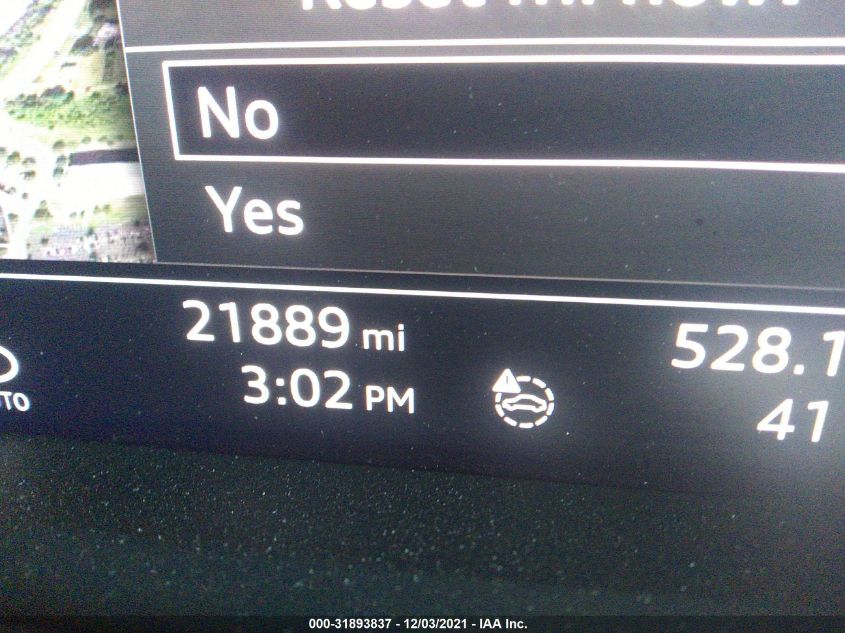 No
Yes
21889 mi
528.1
3:02 PM
41
000-31893837 - 12/03/2021 - IAA Inc.